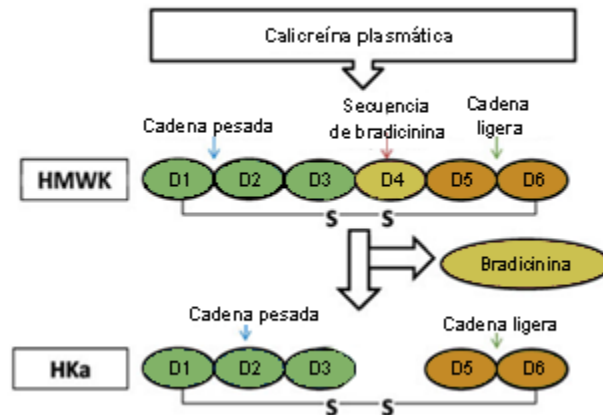 Calicreína plasmática
Cadena pesada
Secuencia
de bradicinina
Cadena
ligera
HMWK
D1 D2 D3 D4 D5 D6
S S
Bradicinina
Cadena pesada
Cadena ligera
HKa
D1 D2 D3 D5 D6
S S